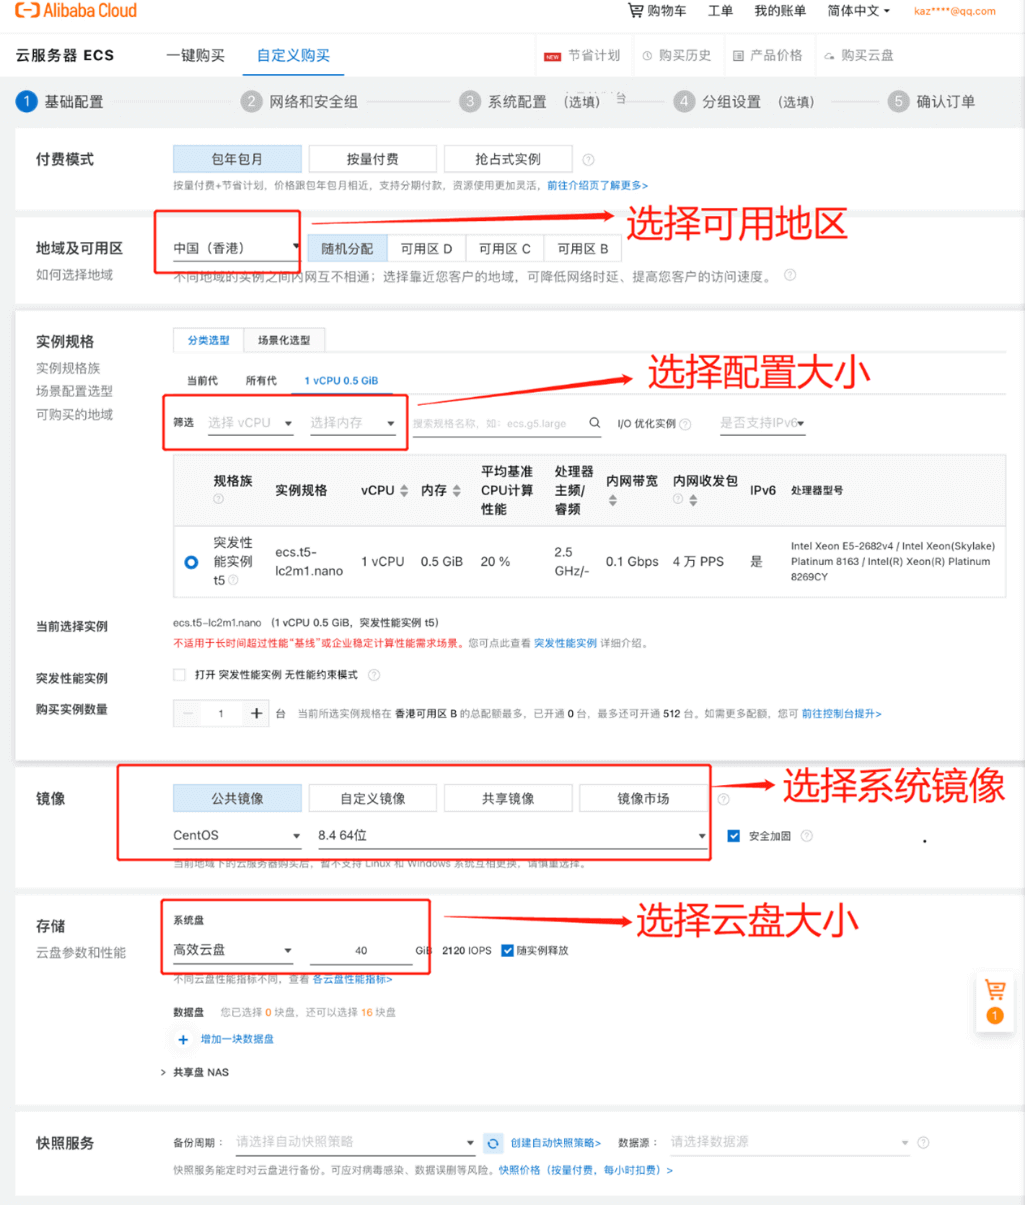 Alibaba Cloud
购物车 工单 我的账单 简体中文 kaz****@qq.com
云服务器 ECS 一键购买 自定义购买 NEW 节省计划 购买历史 产品价格 购买云盘
1 基础配置 2 网络和安全组 3 系统配置 (选填) 4 分组设置 (选填) 5 确认订单
付费模式 包年包月 按量付费 抢占式实例
按量付费+节省计划，价格跟包年包月相近，支持分期付款，资源使用更加灵活，前往介绍页了解更多>
选择可用地区
地域及可用区 中国（香港） 随机分配 可用区 D 可用区 C 可用区 B
如何选择地域 不同地域的实例之间内网互不相通；选择靠近您客户的地域，可降低网络时延、提高您客户的访问速度。
实例规格 分类选型 场景化选型
实例规格族
场景配置选型
可购买的地域
当前代 所有代 1 vCPU 0.5 GiB
选择配置大小
筛选 选择 vCPU 选择内存 搜索规格名称，如：ecs.g5.large I/O 优化实例 是否支持IPv6
规格族 实例规格 vCPU 内存 平均基准CPU计算性能 处理器主频/睿频 内网带宽 内网收发包 IPv6 处理器型号
突发性能实例 t5 ecs.t5-lc2m1.nano 1 vCPU 0.5 GiB 20 % 2.5 GHz/- 0.1 Gbps 4 万 PPS 是 Intel Xeon E5-2682v4 / Intel Xeon(Skylake) Platinum 8163 / Intel(R) Xeon(R) Platinum 8269CY
当前选择实例 ecs.t5-lc2m1.nano （1 vCPU 0.5 GiB，突发性能实例 t5）
不适用于长时间超过性能“基线”或企业稳定计算性能需求场景。您可点此查看 突发性能实例 详细介绍。
突发性能实例 打开 突发性能实例 无性能约束模式
购买实例数量 1 + 台 当前所选实例规格在 香港可用区 B 的总配额最多，已开通 0 台，最多还可开通 512 台。如需更多配额，您可 前往控制台提升>
选择系统镜像
镜像 公共镜像 自定义镜像 共享镜像 镜像市场
CentOS 8.4 64位 安全加固
当前地域下的云服务器购买后，暂不支持 Linux 和 Windows 系统互相更换，请慎重选择。
存储 系统盘
选择云盘大小
云盘参数和性能 高效云盘 40 GiB 2120 IOPS 随实例释放
不同云盘性能指标不同，查看 各云盘性能指标>
数据盘 您已选择 0 块盘，还可以选择 16 块盘
+ 增加一块数据盘
> 共享盘 NAS
1
快照服务 备份周期： 请选择自动快照策略 创建自动快照策略> 数据源： 请选择数据源
快照服务能定时对云盘进行备份。可应对病毒感染、数据误删等风险。快照价格（按量付费，每小时扣费）>